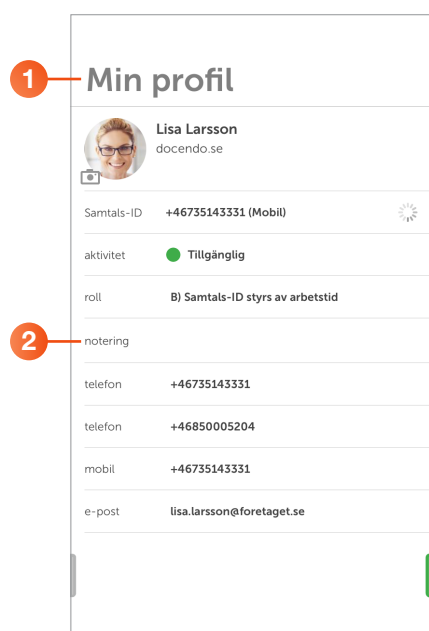 1 Min profil
Lisa Larsson
docendo.se
Samtals-ID +46735143331 (Mobil)
aktivitet Tillgänglig
roll B) Samtals-ID styrs av arbetstid
2 notering
telefon +46735143331
telefon +46850005204
mobil +46735143331
e-post lisa.larsson@foretaget.se